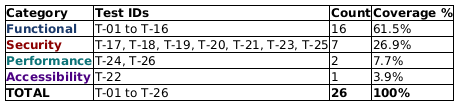 Category Test IDs Count Coverage %
Functional T-01 to T-16 16 61.5%
Security T-17, T-18, T-19, T-20, T-21, T-23, T-25 7 26.9%
Performance T-24, T-26 2 7.7%
Accessibility T-22 1 3.9%
TOTAL T-01 to T-26 26 100%